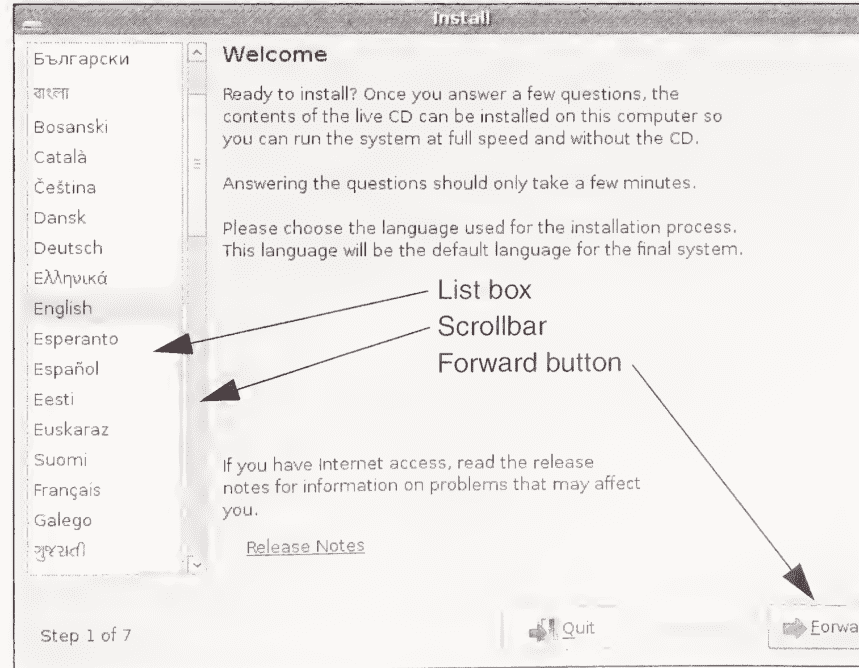 Install
Български
বাংলা
Bosanski
Català
Čeština
Dansk
Deutsch
Ελληνικά
English
Esperanto
Español
Eesti
Euskaraz
Suomi
Français
Galego
ગુજરાતી
Welcome
Ready to install? Once you answer a few questions, the
contents of the live CD can be installed on this computer so
you can run the system at full speed and without the CD.
Answering the questions should only take a few minutes.
Please choose the language used for the installation process.
This language will be the default language for the final system.
List box
Scrollbar
Forward button
If you have Internet access, read the release
notes for information on problems that may affect
you.
Release Notes
Step 1 of 7
Quit
Forwa